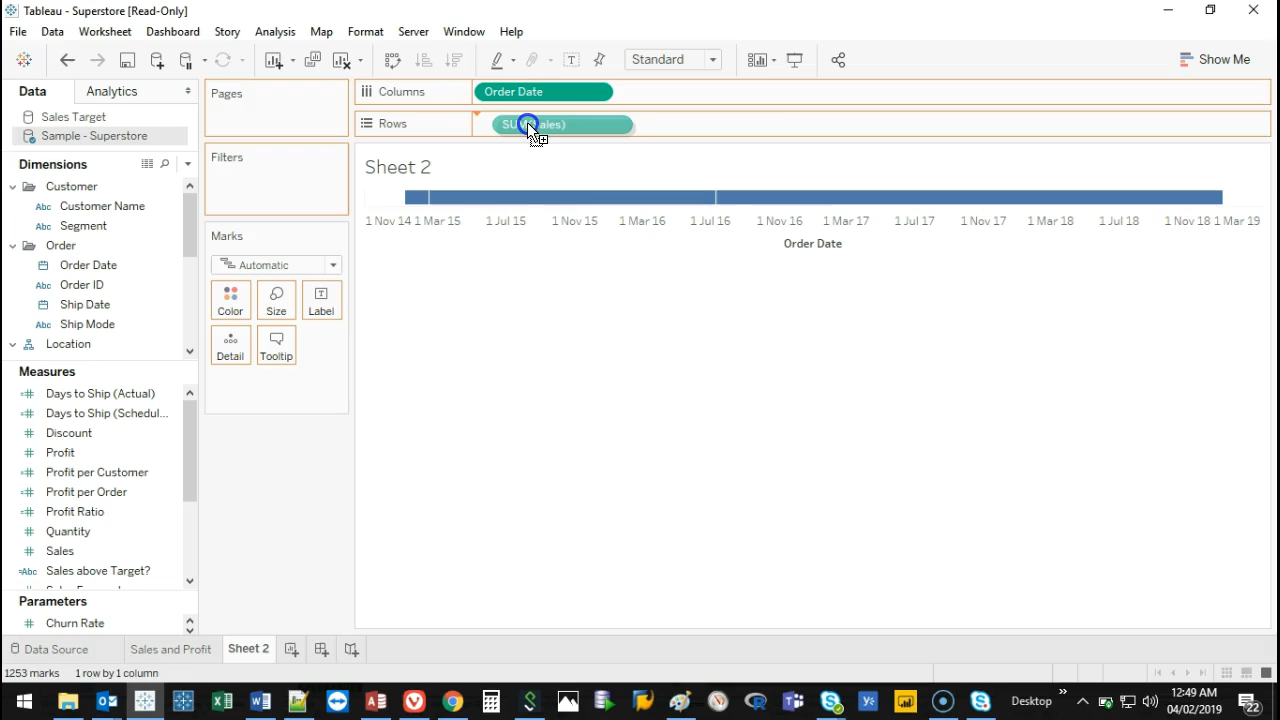 Tableau - Superstore [Read-Only]
File Data Worksheet Dashboard Story Analysis Map Format Server Window Help
Standard
Show Me
Data Analytics
Sales Target
Sample - Superstore
Dimensions
Customer
Abc Customer Name
Abc Segment
Order
Order Date
Abc Order ID
Ship Date
Abc Ship Mode
Location
Measures
=# Days to Ship (Actual)
=# Days to Ship (Schedul...
# Discount
# Profit
=# Profit per Customer
=# Profit per Order
=# Profit Ratio
# Quantity
# Sales
=Abc Sales above Target?
Parameters
# Churn Rate
Pages
Filters
Marks
Automatic
Color Size Label
Detail Tooltip
Columns Order Date
Rows
Sheet 2
1 Nov 14 1 Mar 15 1 Jul 15 1 Nov 15 1 Mar 16 1 Jul 16 1 Nov 16 1 Mar 17 1 Jul 17 1 Nov 17 1 Mar 18 1 Jul 18 1 Nov 18 1 Mar 19
Order Date
Data Source Sales and Profit Sheet 2
1253 marks 1 row by 1 column
Desktop
12:49 AM
04/02/2019
22